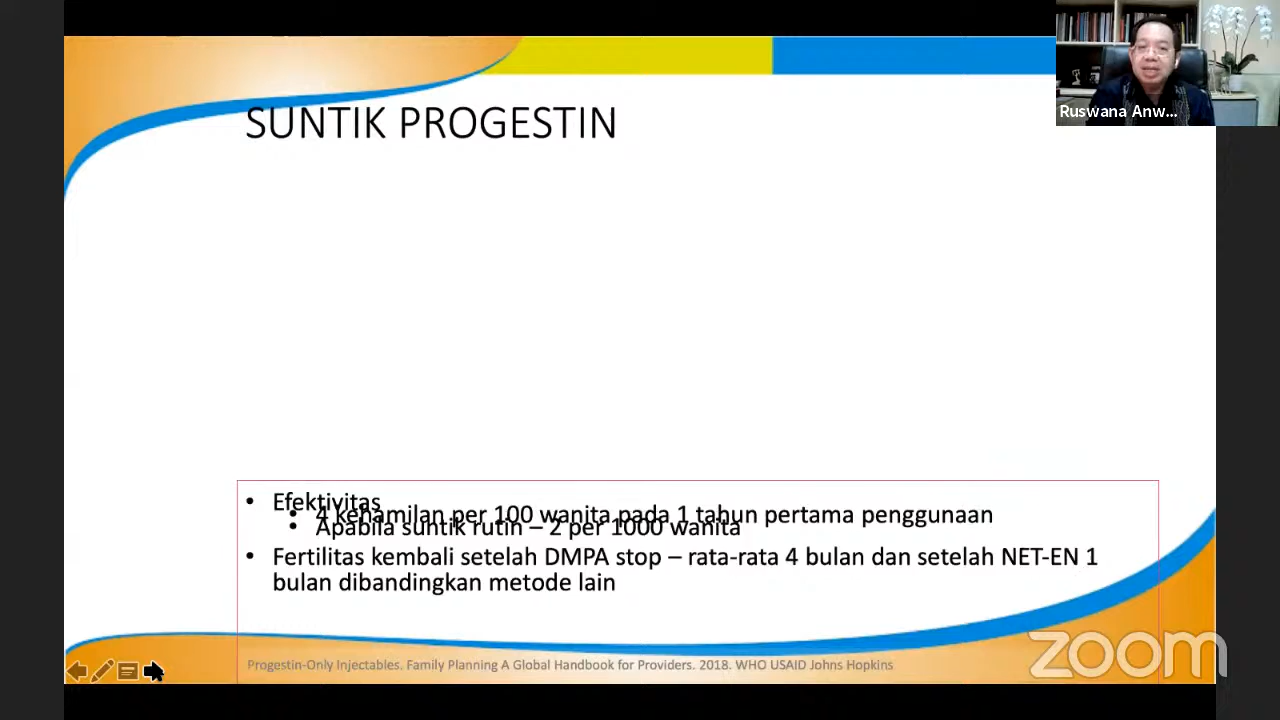 Ruswana Anw...
SUNTIK PROGESTIN
• Efektivitas
• 4 kehamilan per 100 wanita pada 1 tahun pertama penggunaan
• Apabila suntik rutin – 2 per 1000 wanita
• Fertilitas kembali setelah DMPA stop – rata-rata 4 bulan dan setelah NET-EN 1
bulan dibandingkan metode lain
Progestin-Only Injectables. Family Planning A Global Handbook for Providers. 2018. WHO USAID Johns Hopkins
zoom